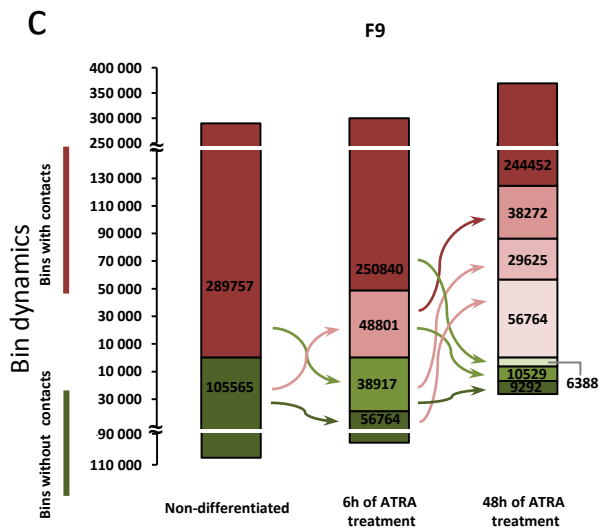 C
F9
Bin dynamics
Bins with contacts
Bins without contacts
400 000
350 000
300 000
250 000
130 000
90 000
70 000
50 000
30 000
10 000
10 000
30 000
90 000
110 000
289757
105565
250840
48801
38917
56764
244452
38272
29625
56764
6388
10529
9292
Non-differentiated
6h of ATRA
treatment
48h of ATRA
treatment